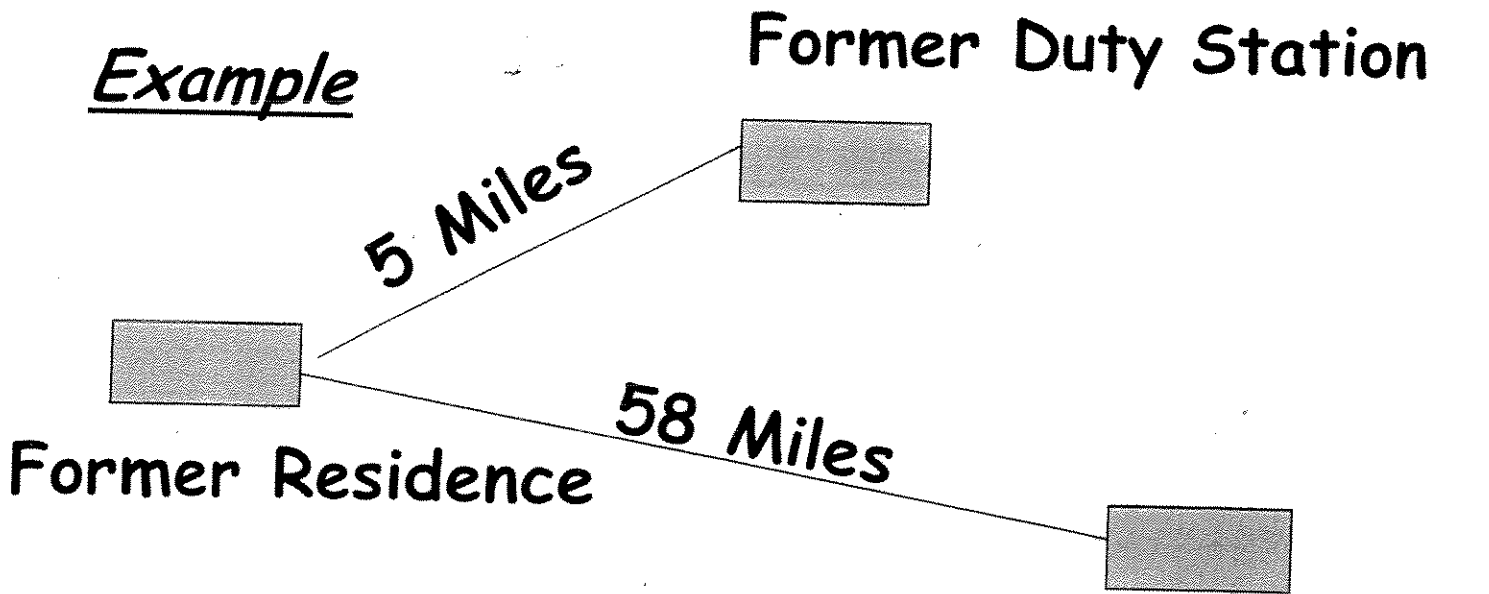 Example
Former Duty Station
5 Miles
58 Miles
Former Residence